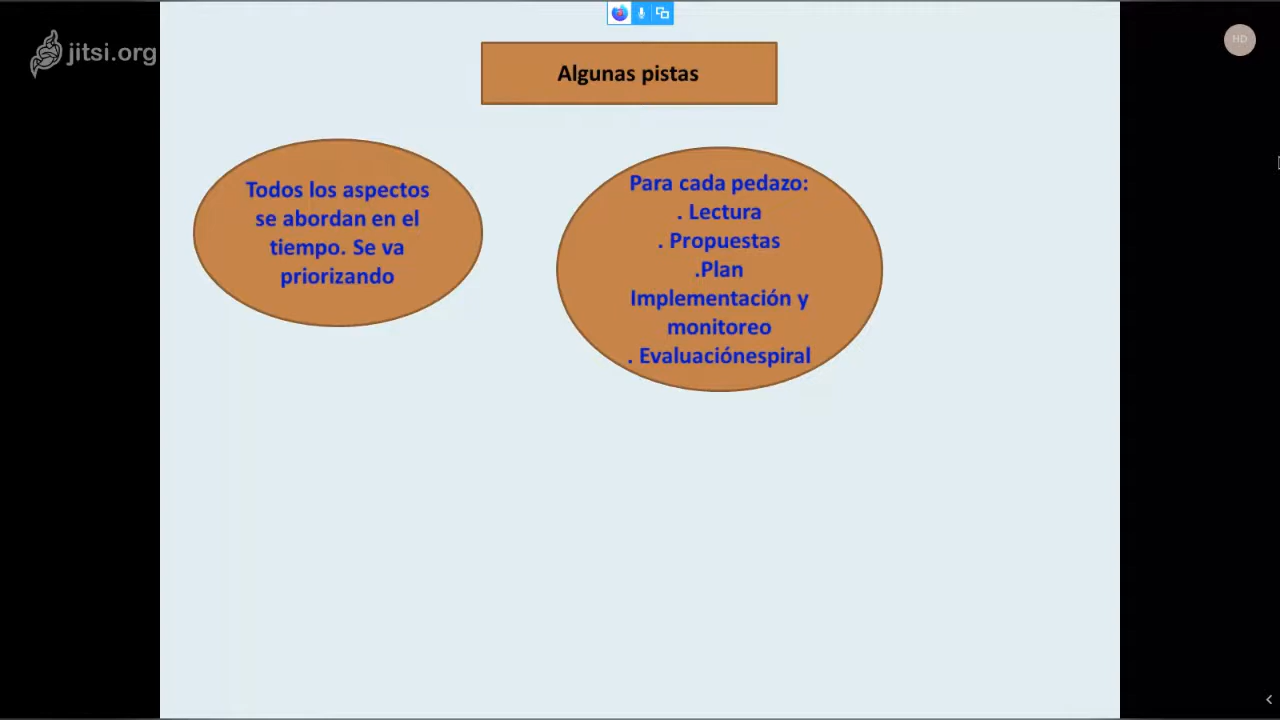 jitsi.org
HD
Algunas pistas
Todos los aspectos
se abordan en el
tiempo. Se va
priorizando
Para cada pedazo:
. Lectura
. Propuestas
.Plan
Implementación y
monitoreo
. Evaluaciónespiral